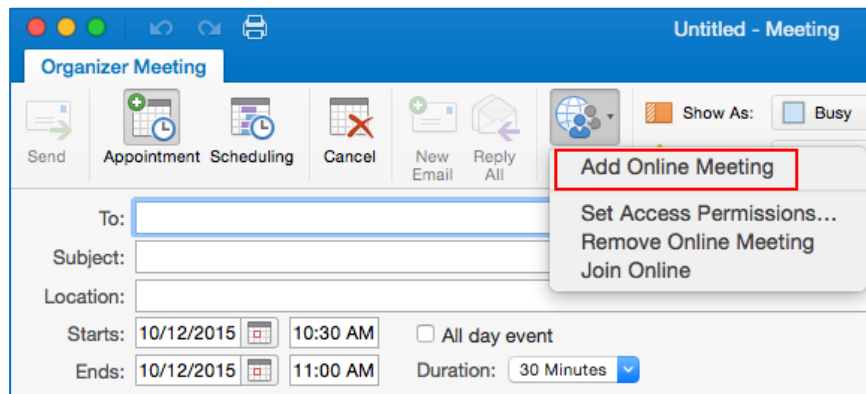 Untitled - Meeting
Organizer Meeting
Send
Appointment
Scheduling
Cancel
New Email
Reply All
Show As: Busy
Add Online Meeting
Set Access Permissions...
Remove Online Meeting
Join Online
To:
Subject:
Location:
Starts: 10/12/2015 10:30 AM All day event
Ends: 10/12/2015 11:00 AM Duration: 30 Minutes